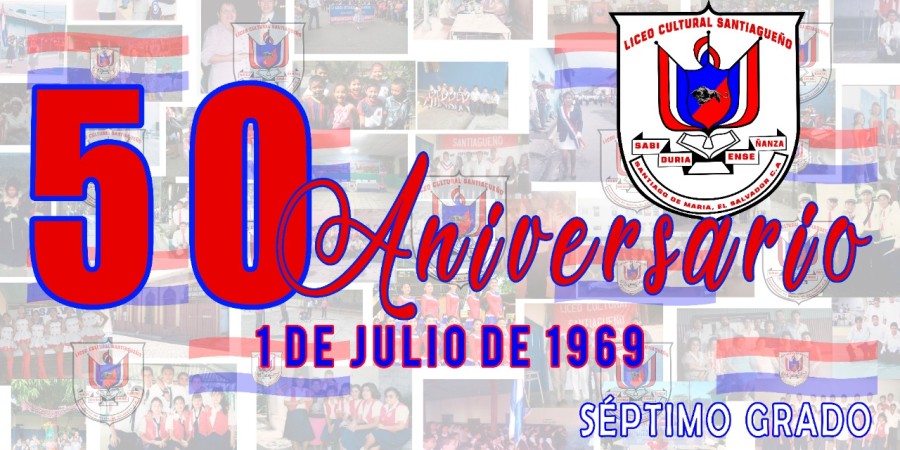 LICEO CULTURAL SANTIAGUEÑO
SABI
DURIA
ENSE
ÑANZA
SANTIAGO DE MARIA, EL SALVADOR C.A
50
Aniversario
1 DE JULIO DE 1969
SÉPTIMO GRADO